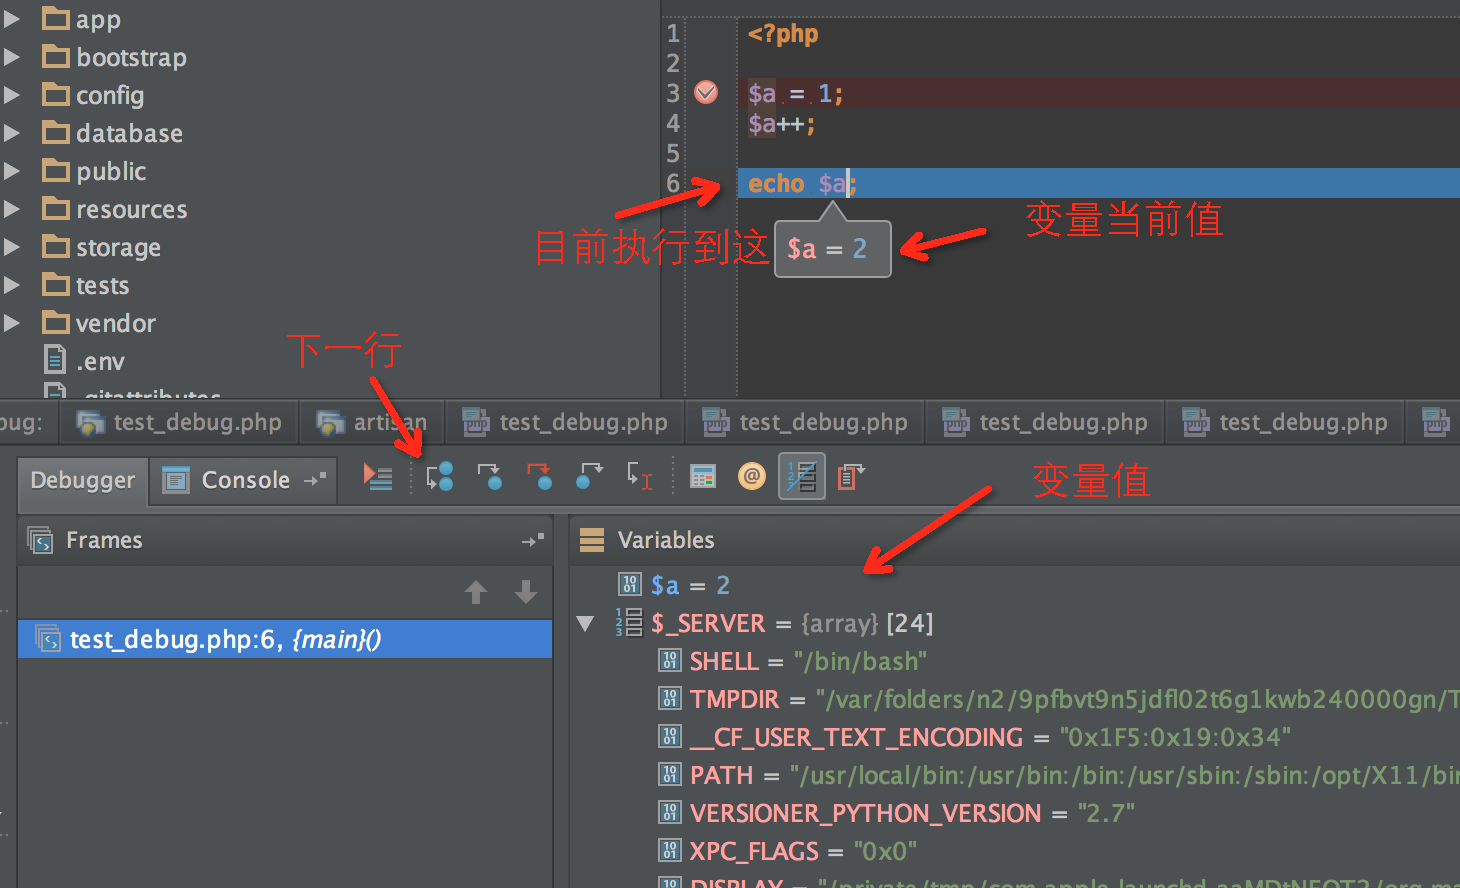 app
bootstrap
config
database
public
resources
storage
tests
vendor
.env
.gitattributes
1 <?php
2
3 $a = 1;
4 $a++;
5
6 echo $a;
$a = 2
目前执行到这
变量当前值
下一行
bug:
test_debug.php
artisan
test_debug.php
test_debug.php
test_debug.php
test_debug.php
Debugger
Console
变量值
Frames
test_debug.php:6, {main}()
Variables
$a = 2
$_SERVER = {array} [24]
SHELL = "/bin/bash"
TMPDIR = "/var/folders/n2/9pfbvt9n5jdfl02t6g1kwb240000gn/T
__CF_USER_TEXT_ENCODING = "0x1F5:0x19:0x34"
PATH = "/usr/local/bin:/usr/bin:/bin:/usr/sbin:/sbin:/opt/X11/bin
VERSIONER_PYTHON_VERSION = "2.7"
XPC_FLAGS = "0x0"